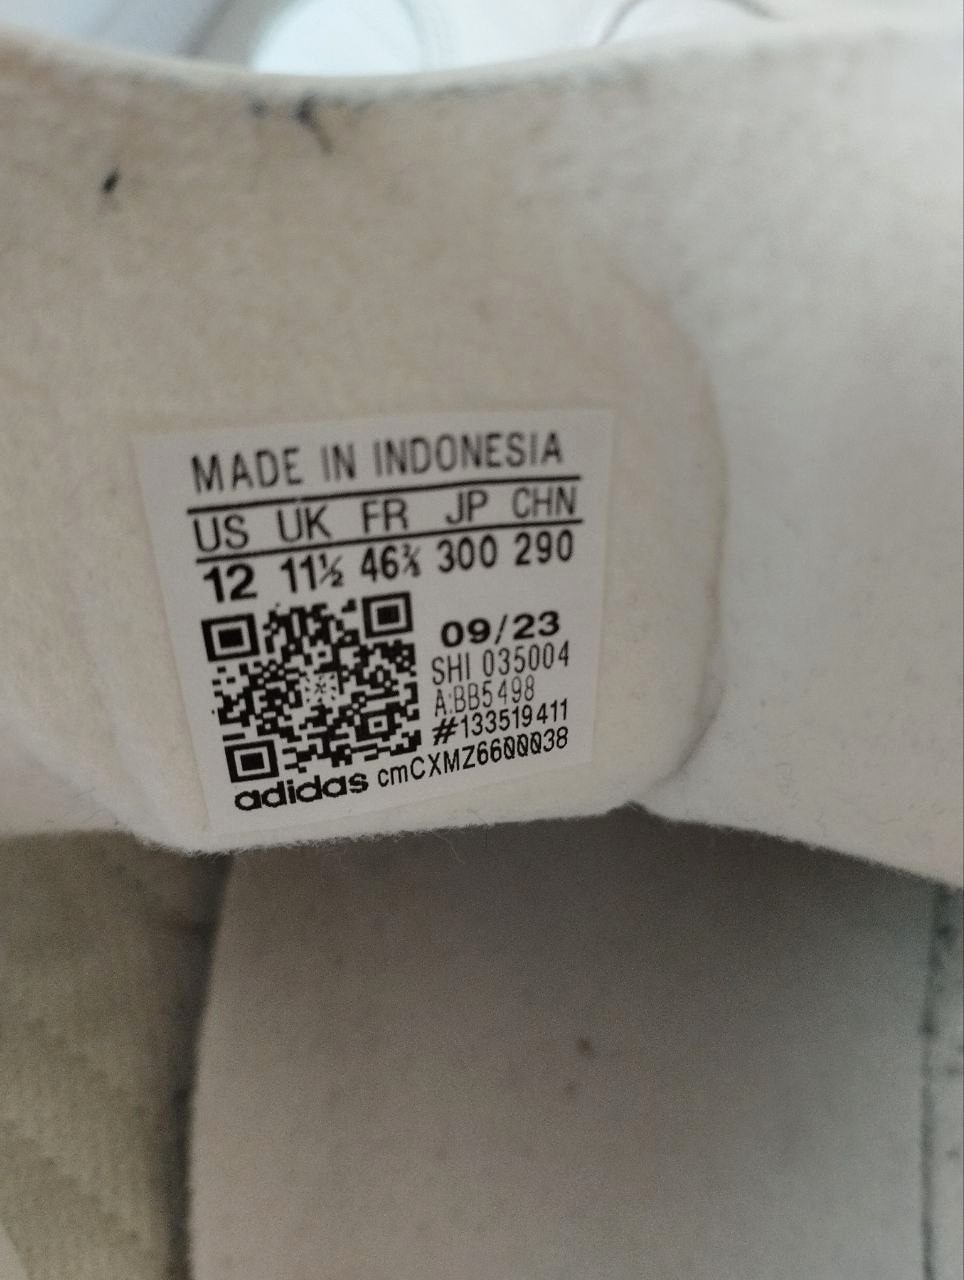 MADE IN INDONESIA
US UK FR JP CHN
12 11½ 46⅔ 300 290
09/23
SHI 035004
A:BB5498
#133519411
adidas cmCXMZ6600038